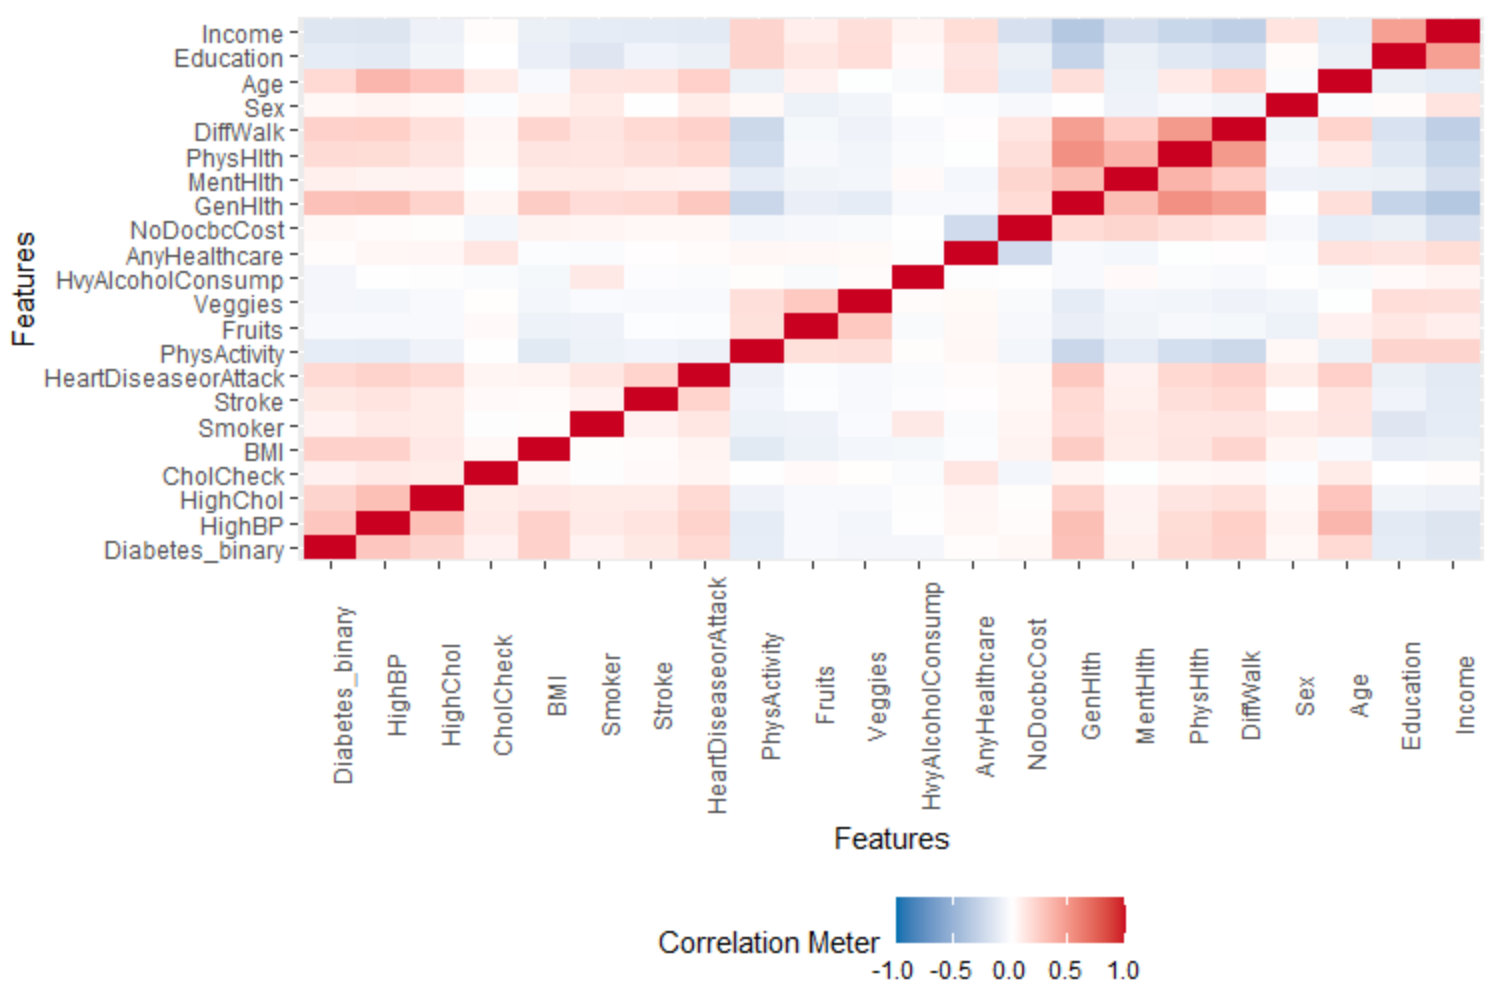 Features
Income
Education
Age
Sex
DiffWalk
PhysHlth
MentHlth
GenHlth
NoDocbcCost
AnyHealthcare
HvyAlcoholConsump
Veggies
Fruits
PhysActivity
HeartDiseaseorAttack
Stroke
Smoker
BMI
CholCheck
HighChol
HighBP
Diabetes_binary
Diabetes_binary
HighBP
HighChol
CholCheck
BMI
Smoker
Stroke
HeartDiseaseorAttack
PhysActivity
Fruits
Veggies
HvyAlcoholConsump
AnyHealthcare
NoDocbcCost
GenHlth
MentHlth
PhysHlth
DiffWalk
Sex
Age
Education
Income
Features
Correlation Meter
-1.0 -0.5 0.0 0.5 1.0